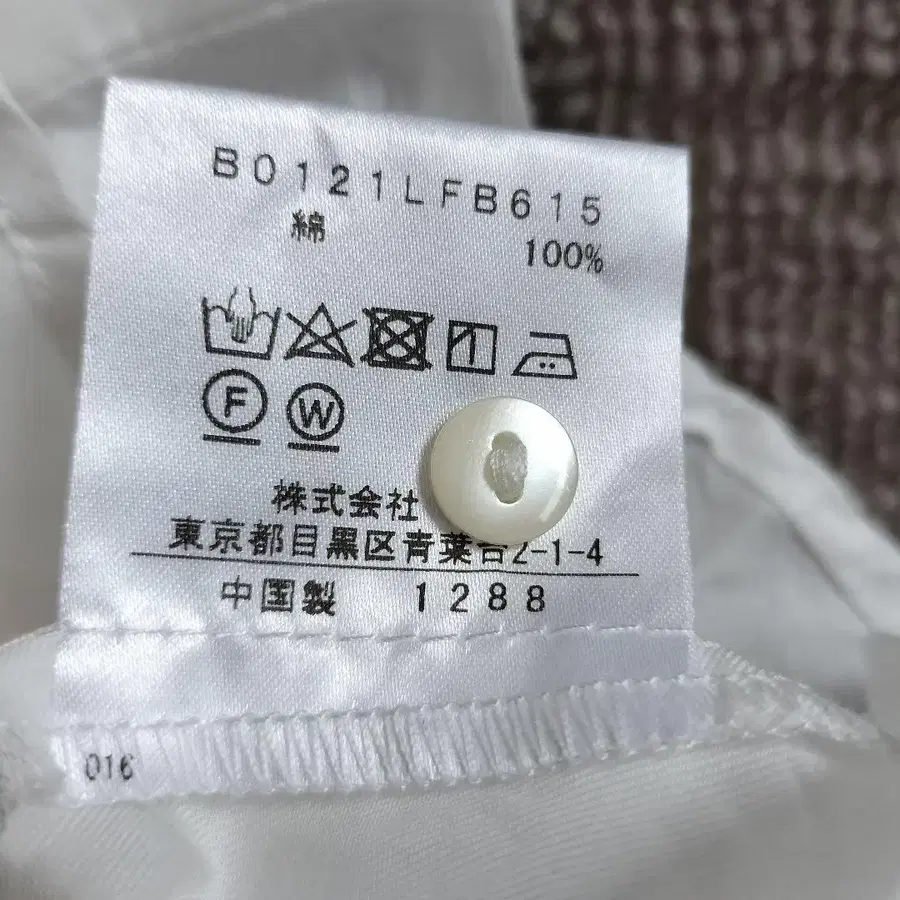 B0121LFB615
綿 100%
F W
株式会社
東京都目黒区青葉台2-1-4
中国製 1288
016